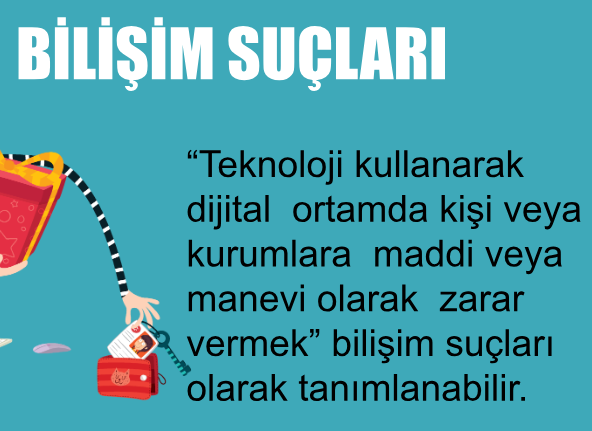 BİLİŞİM SUÇLARI
“Teknoloji kullanarak
dijital  ortamda kişi veya
kurumlara  maddi veya
manevi olarak  zarar
vermek” bilişim suçları
olarak tanımlanabilir.